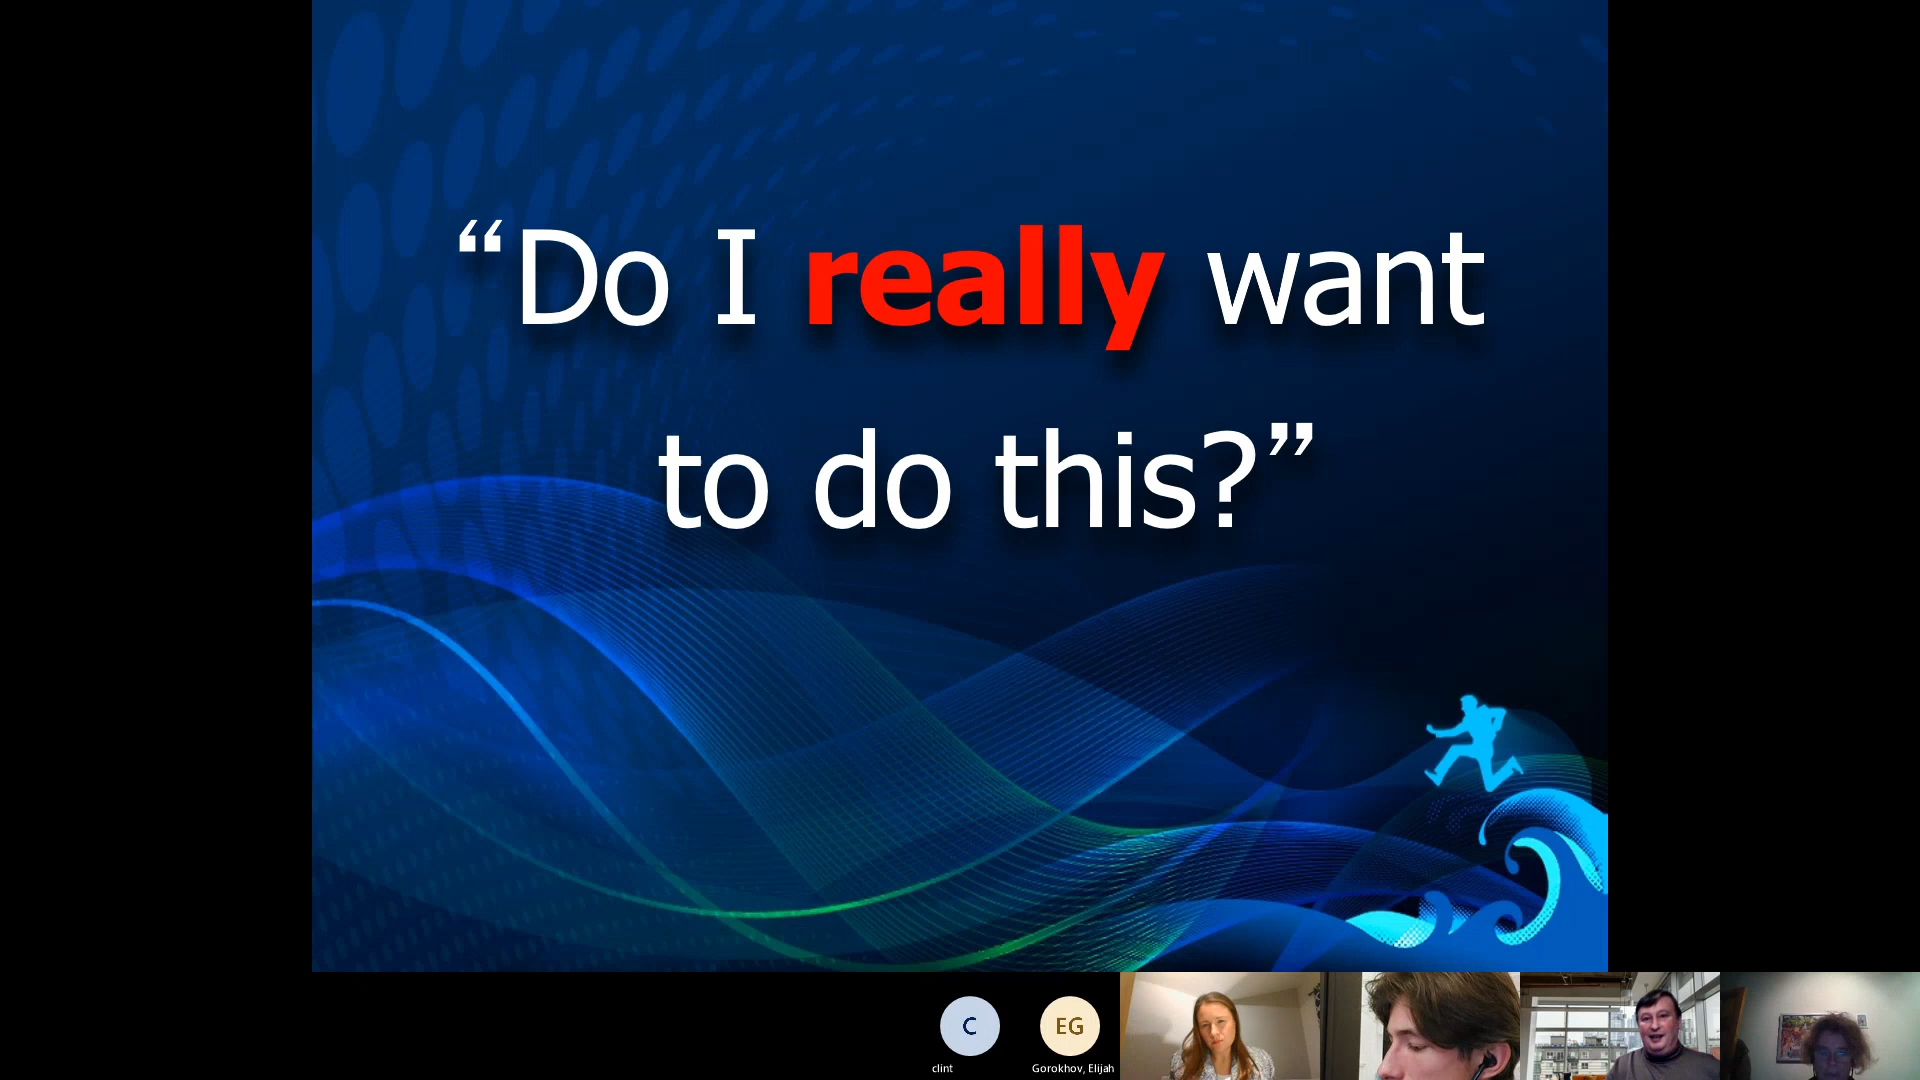 “Do I really want
to do this?”
C
EG
clint
Gorokhov, Elijah